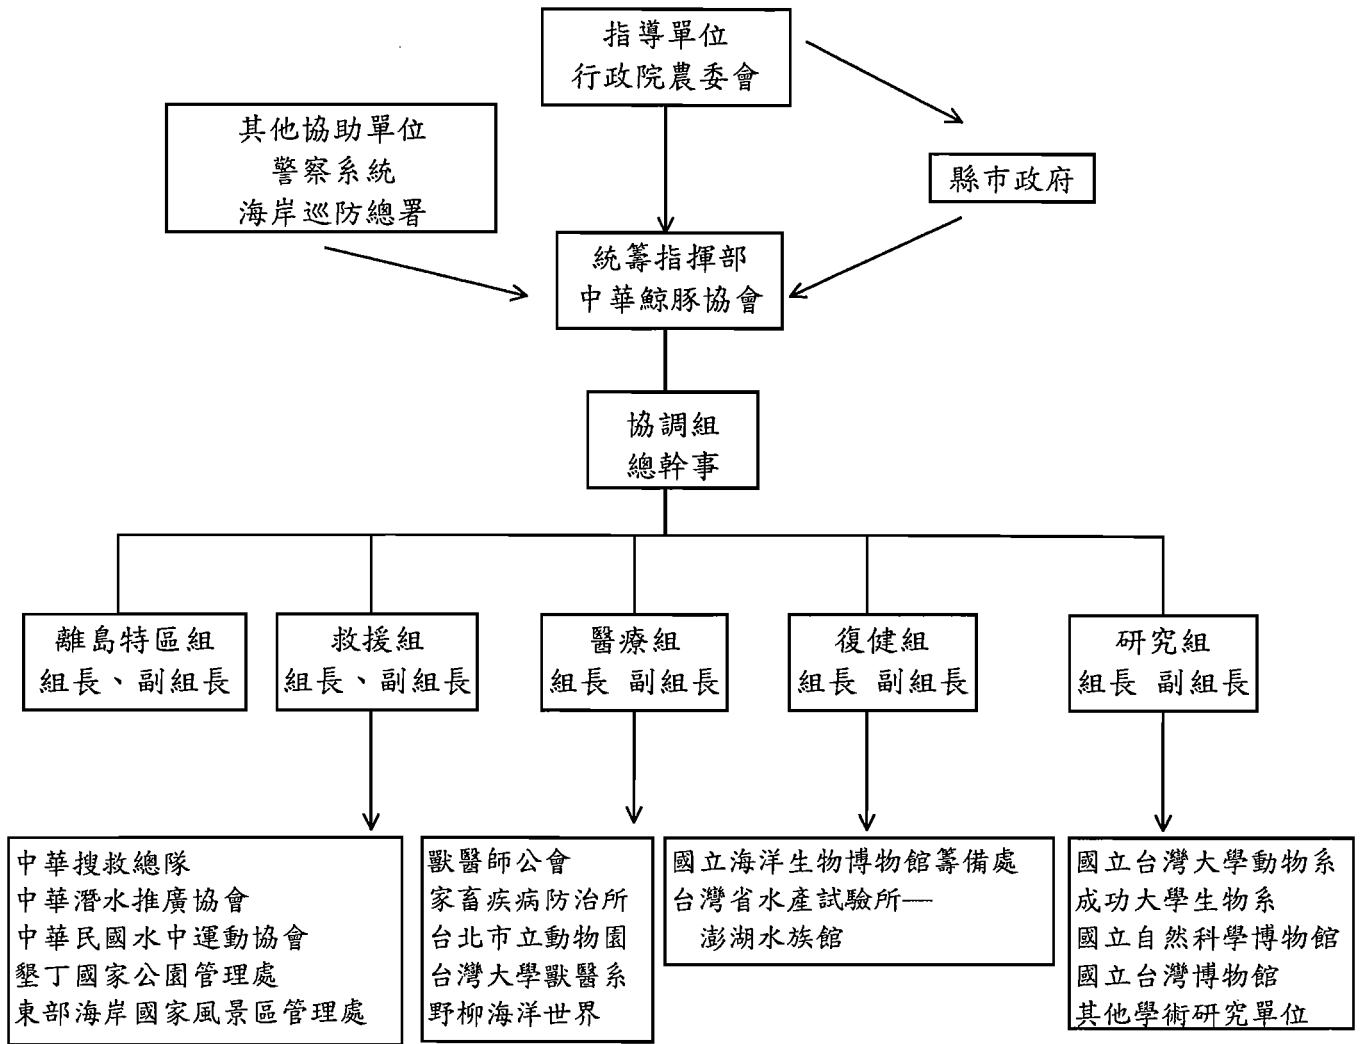 指導單位
行政院農委會
其他協助單位
警察系統
海岸巡防總署
縣市政府
統籌指揮部
中華鯨豚協會
協調組
總幹事
離島特區組
組長、副組長
救援組
組長、副組長
醫療組
組長 副組長
復健組
組長 副組長
研究組
組長 副組長
中華搜救總隊
中華潛水推廣協會
中華民國水中運動協會
墾丁國家公園管理處
東部海岸國家風景區管理處
獸醫師公會
家畜疾病防治所
台北市立動物園
台灣大學獸醫系
野柳海洋世界
國立海洋生物博物館籌備處
台灣省水產試驗所—
澎湖水族館
國立台灣大學動物系
成功大學生物系
國立自然科學博物館
國立台灣博物館
其他學術研究單位